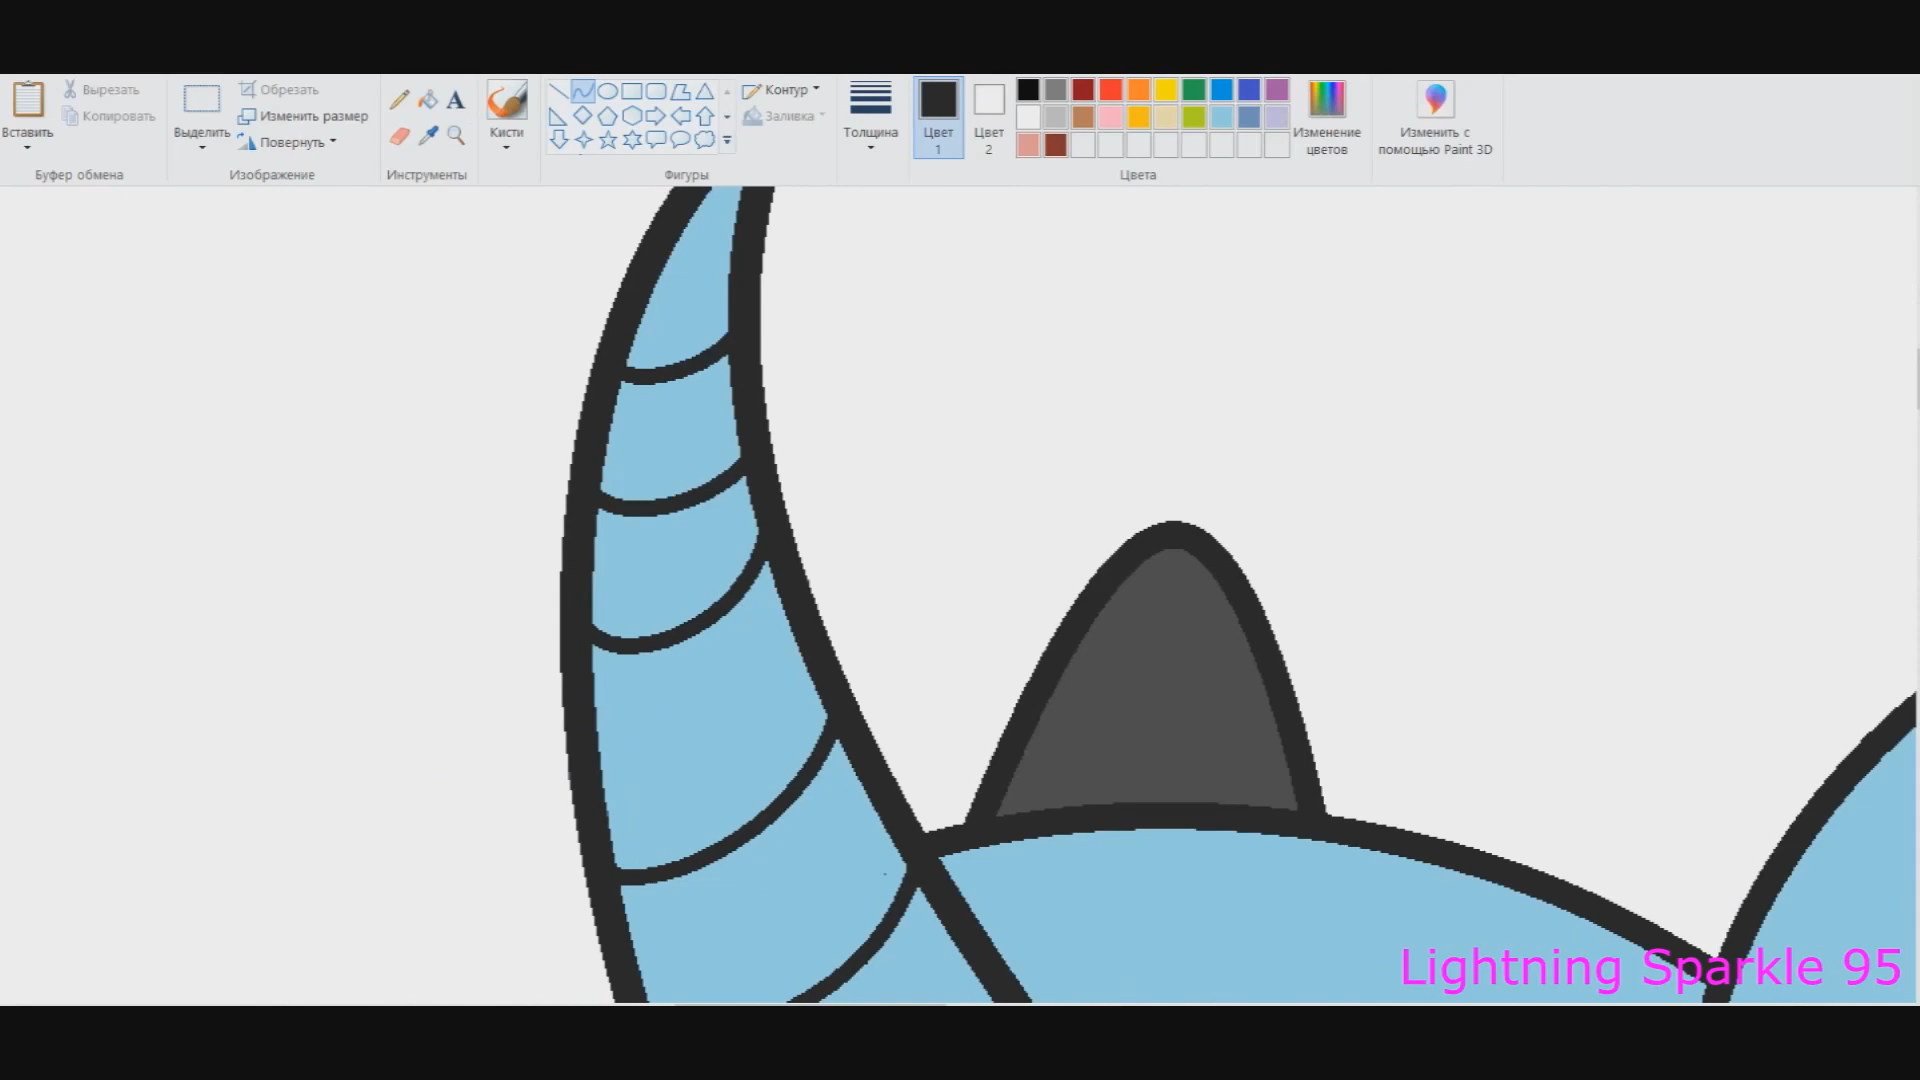 Вставить
Вырезать
Копировать
Буфер обмена
Выделить
Обрезать
Изменить размер
Повернуть
Изображение
A
Инструменты
Кисти
Контур
Заливка
Фигуры
Толщина
Цвет
1
Цвет
2
Изменение
цветов
Цвета
Изменить с
помощью Paint 3D
Lightning Sparkle 95